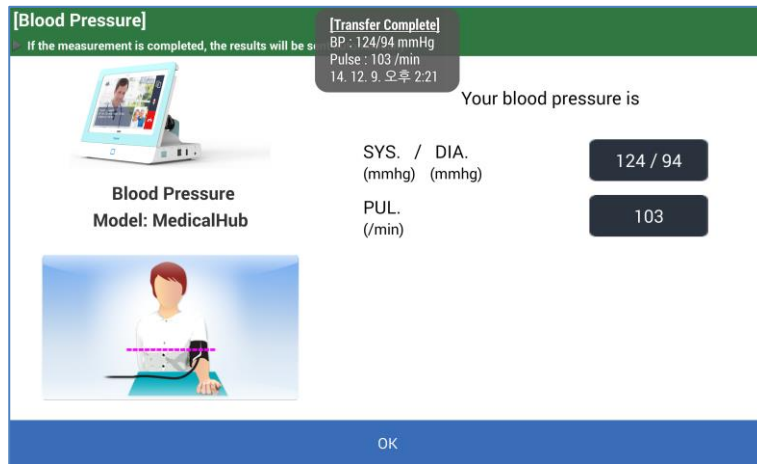 [Blood Pressure]
If the measurement is completed, the results will be s
[Transfer Complete]
BP : 124/94 mmHg
Pulse : 103 /min
14. 12. 9. 오후 2:21
Your blood pressure is
SYS. / DIA.
(mmhg) (mmhg)
124 / 94
PUL.
(/min)
103
Blood Pressure
Model: MedicalHub
OK